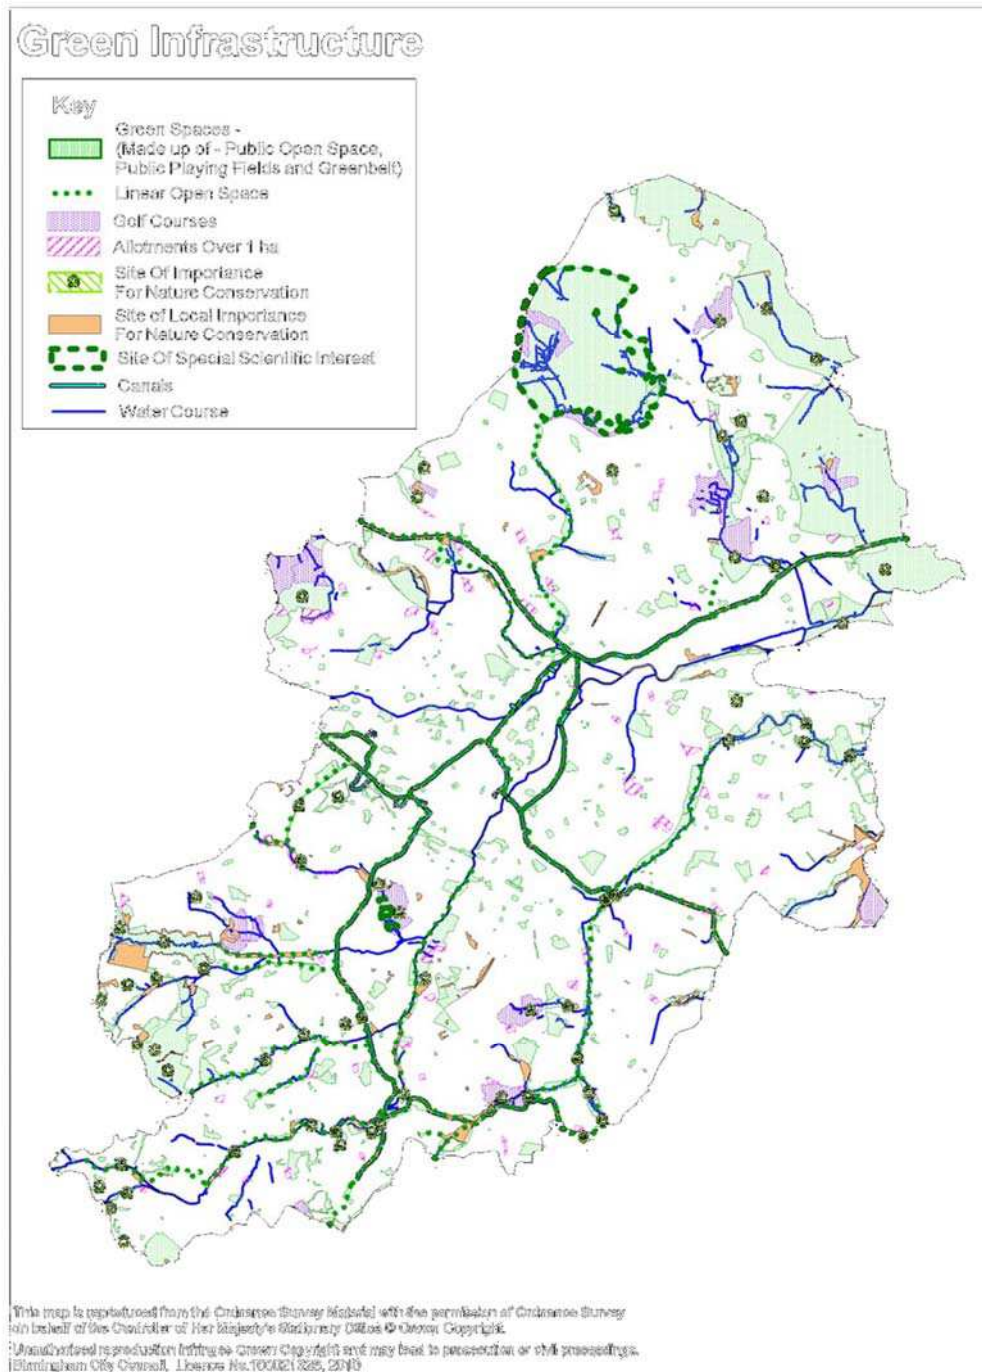 Green Infrastructure
Key
Green Spaces -
(Made up of - Public Open Space,
Public Playing Fields and Greenbelt)
Linear Open Space
Golf Courses
Allotments Over 1 ha
Site Of Importance
For Nature Conservation
Site of Local Importance
For Nature Conservation
Site Of Special Scientific Interest
Canals
Water Course
This map is reproduced from the Ordnance Survey Material with the permission of Ordnance Survey
on behalf of the Controller of Her Majesty's Stationary Office © Crown Copyright.
Unauthorised reproduction infringes Crown Copyright and may lead to prosecution or civil proceedings.
Birmingham City Council, Licence No. 2010